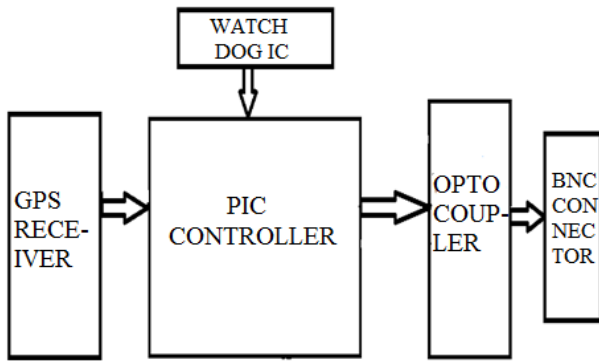 WATCH
DOG IC
GPS
RECE-
IVER
PIC
CONTROLLER
OPTO
COUP-
LER
BNC
CON
NEC
TOR